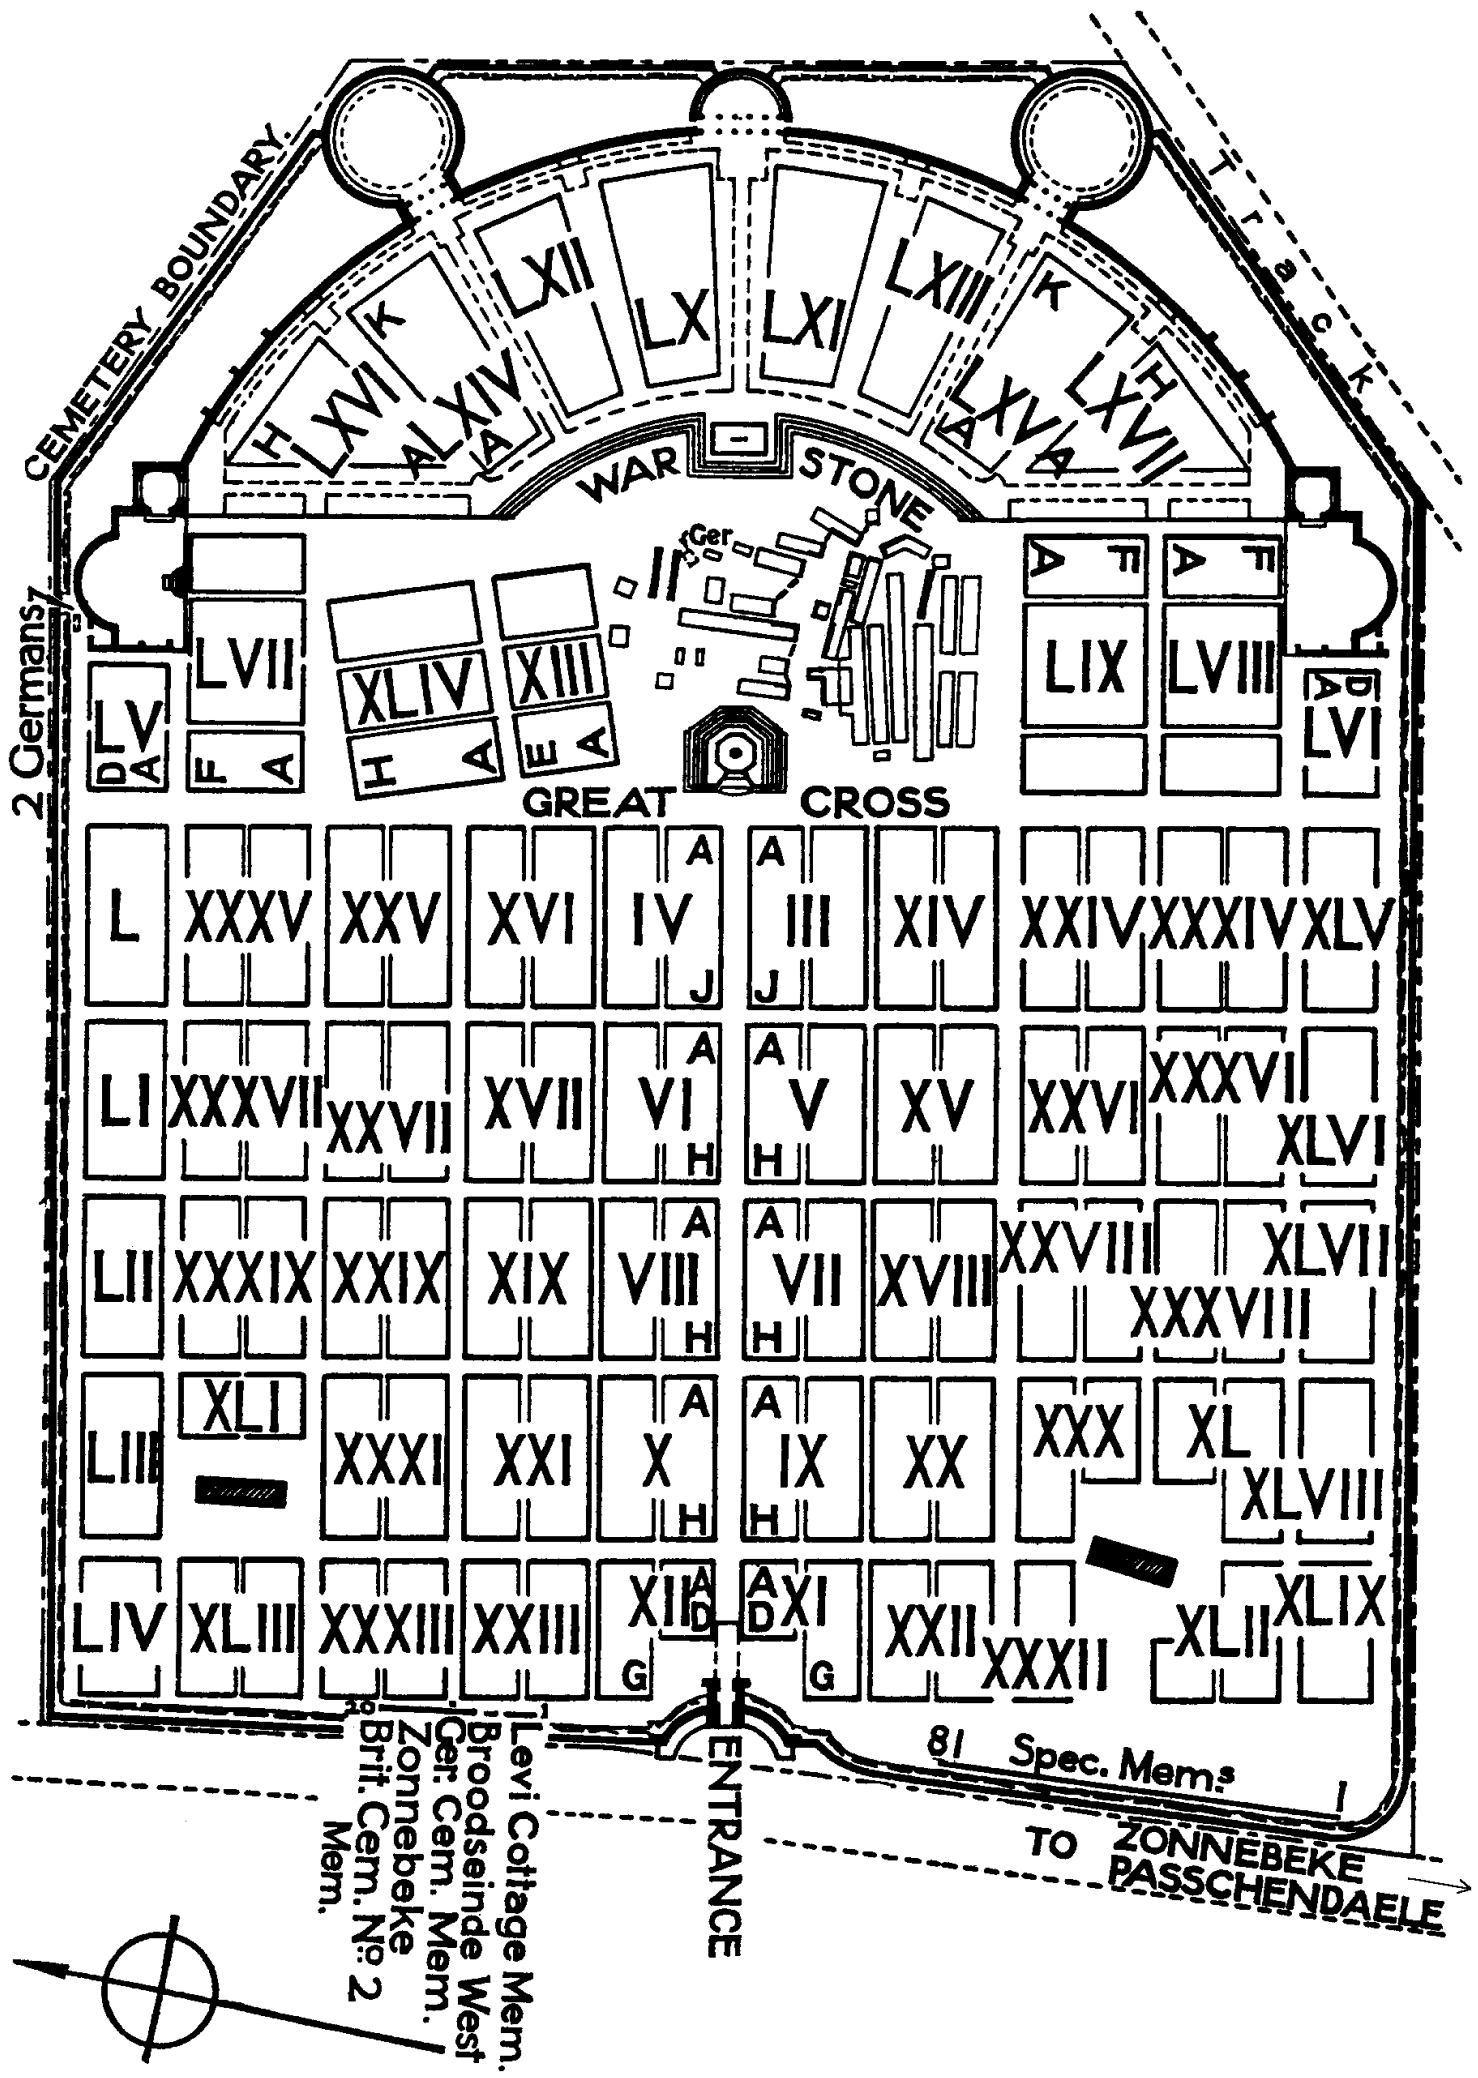 CEMETERY BOUNDARY.
Track
LXII
LX
LXI
LXIII
K
K
H
LXVI
A
LXIV
A
A
LXV
A
LXVII
H
WAR STONE
Ger
2 Germans
LVII
LV
D A
F A
XLIV
H A
XIII
E A
A F
A F
LIX
LVIII
D
A
LVI
GREAT CROSS
L
XXXV
XXV
XVI
IV
A
J
A
III
J
XIV
XXIV
XXXIV
XLV
LI
XXXVII
XXVII
XVII
VI
A
H
A
V
H
XV
XXVI
XXXVI
XLVI
LII
XXXIX
XXIX
XIX
VIII
A
H
A
VII
H
XVIII
XXVIII
XXXVIII
XLVII
LIII
XLI
XXXI
XXI
X
A
H
A
IX
H
XX
XXX
XL
XLVIII
LIV
XLIII
XXXIII
XXIII
XII
A
D
G
A
D
XI
G
XXII
XXXII
XLII
XLIX
20
1
Levi Cottage Mem.
Broodseinde West
Ger. Cem. Mem.
Zonnebeke
Brit. Cem. Nº 2
Mem.
ENTRANCE
81 Spec. Mem.s 1
TO ZONNEBEKE
PASSCHENDAELE